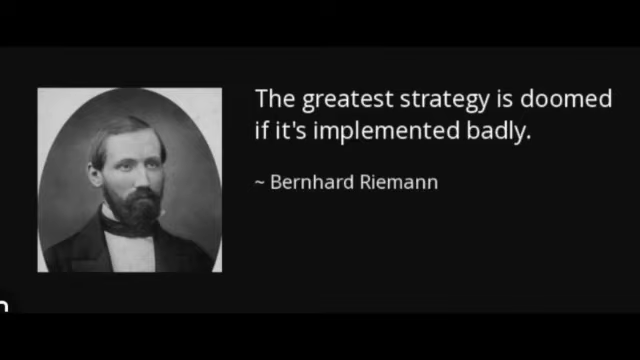 The greatest strategy is doomed
if it's implemented badly.
~ Bernhard Riemann